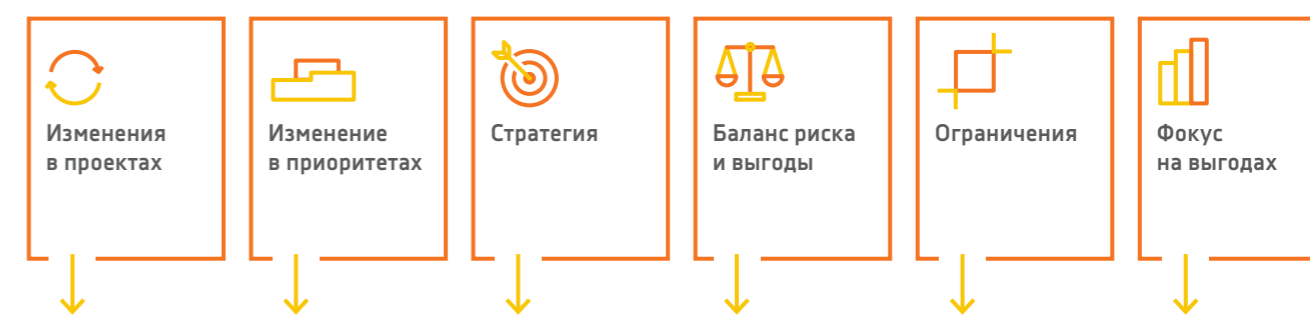 Изменения
в проектах
Изменение
в приоритетах
Стратегия
Баланс риска
и выгоды
Ограничения
Фокус
на выгодах